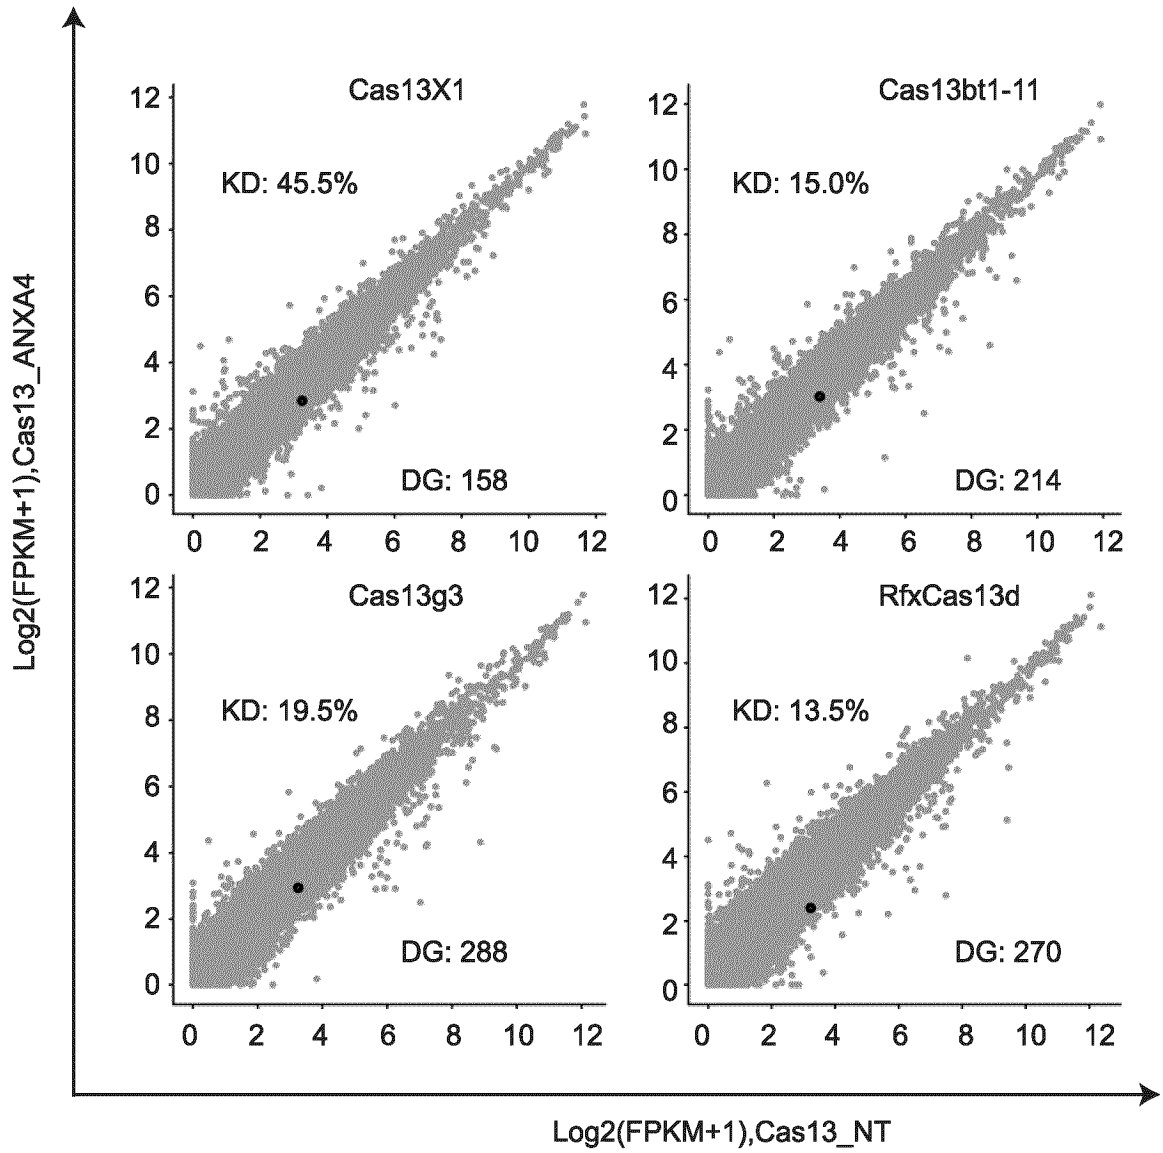 Log2(FPKM+1),Cas13_ANXA4
Cas13X1
KD: 45.5%
DG: 158
12
10
8
6
4
2
0
0 2 4 6 8 10 12
Cas13bt1-11
KD: 15.0%
DG: 214
12
10
8
6
4
2
0
0 2 4 6 8 10 12
Cas13g3
KD: 19.5%
DG: 288
12
10
8
6
4
2
0
0 2 4 6 8 10 12
RfxCas13d
KD: 13.5%
DG: 270
12
10
8
6
4
2
0
0 2 4 6 8 10 12
Log2(FPKM+1),Cas13_NT